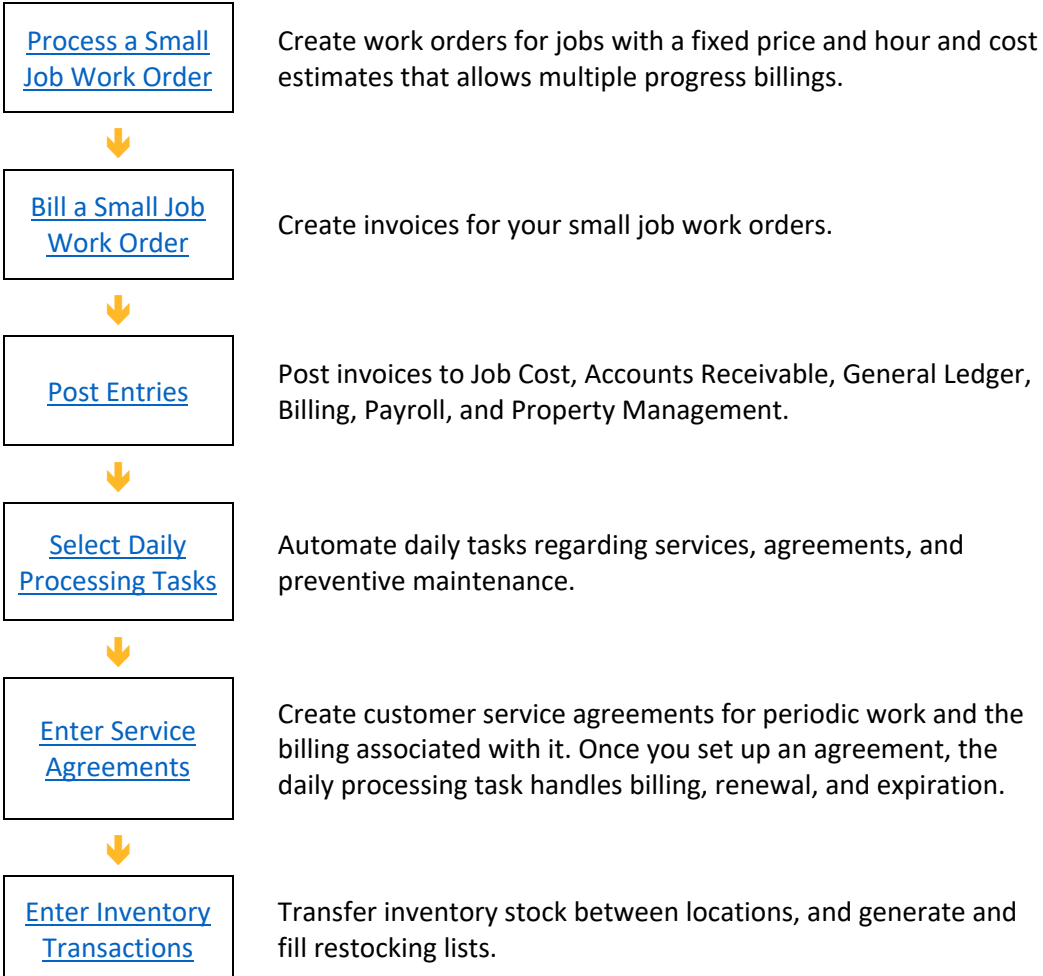 Process a Small
Job Work Order
Create work orders for jobs with a fixed price and hour and cost
estimates that allows multiple progress billings.
Bill a Small Job
Work Order
Create invoices for your small job work orders.
Post Entries
Post invoices to Job Cost, Accounts Receivable, General Ledger,
Billing, Payroll, and Property Management.
Select Daily
Processing Tasks
Automate daily tasks regarding services, agreements, and
preventive maintenance.
Enter Service
Agreements
Create customer service agreements for periodic work and the
billing associated with it. Once you set up an agreement, the
daily processing task handles billing, renewal, and expiration.
Enter Inventory
Transactions
Transfer inventory stock between locations, and generate and
fill restocking lists.